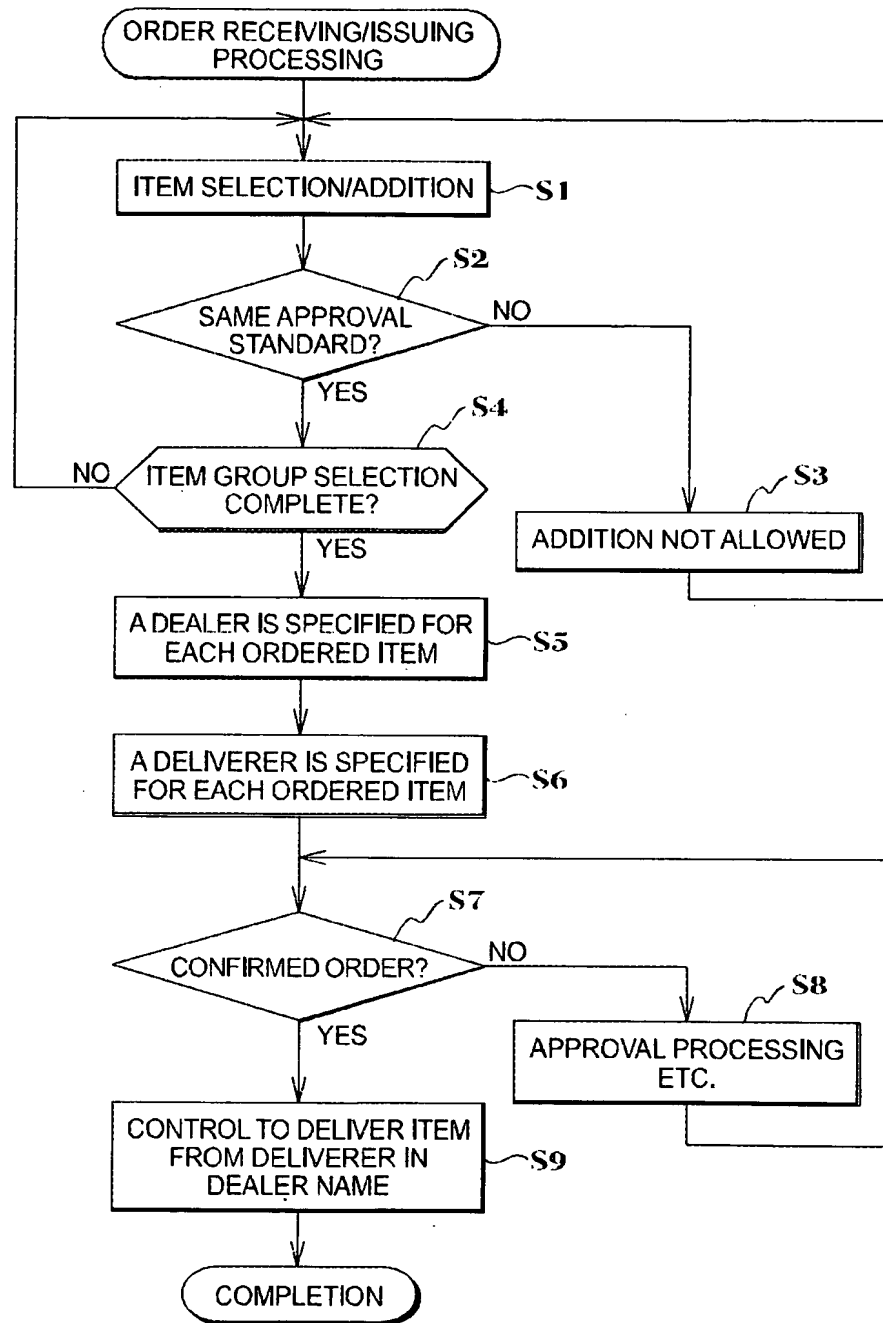 ORDER RECEIVING/ISSUING
PROCESSING
ITEM SELECTION/ADDITION
S1
S2
SAME APPROVAL
STANDARD?
NO
YES
S4
NO
ITEM GROUP SELECTION
COMPLETE?
S3
ADDITION NOT ALLOWED
YES
A DEALER IS SPECIFIED FOR
EACH ORDERED ITEM
S5
A DELIVERER IS SPECIFIED
FOR EACH ORDERED ITEM
S6
S7
CONFIRMED ORDER?
NO
YES
S8
APPROVAL PROCESSING
ETC.
CONTROL TO DELIVER ITEM
FROM DELIVERER IN
DEALER NAME
S9
COMPLETION